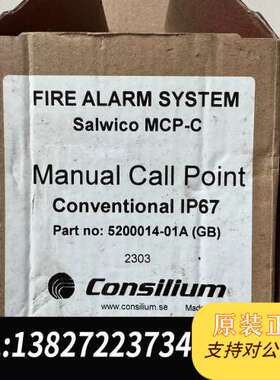 FIRE ALARM SYSTEM
Salwico MCP-C
Manual Call Point
Conventional IP67
Part no: 5200014-01A (GB)
2303
Consilium
www.consilium.se Made
原装正
:13827223734 支持对公